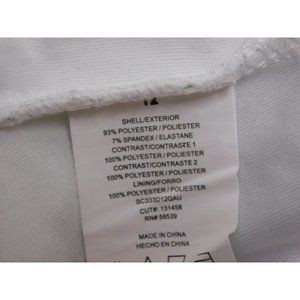 12
SHELL/EXTERIOR
93% POLYESTER / POLIESTER
7% SPANDEX / ELASTANE
CONTRAST/CONTRASTE 1
100% POLYESTER / POLIESTER
CONTRAST/CONTRASTE 2
100% POLYESTER / POLIESTER
LINING/FORRO
100% POLYESTER / POLIESTER
SC333D12QAU
CUT#: 131458
RN# 58539
MADE IN CHINA
HECHO EN CHINA